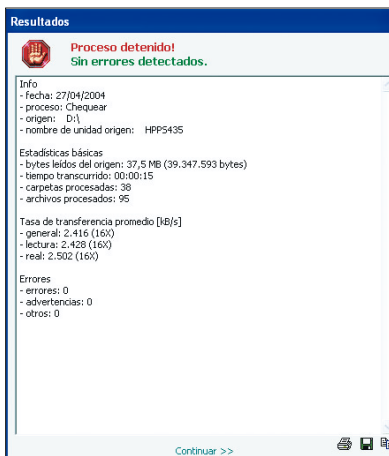 Resultados
Proceso detenido!
Sin errores detectados.
Info
- fecha: 27/04/2004
- proceso: Chequear
- origen: D:\
- nombre de unidad origen: HPPS435
Estadísticas básicas
- bytes leídos del origen: 37,5 MB (39.347.593 bytes)
- tiempo transcurrido: 00:00:15
- carpetas procesadas: 38
- archivos procesados: 95
Tasa de transferencia promedio [kB/s]
- general: 2.416 (16X)
- lectura: 2.428 (16X)
- real: 2.502 (16X)
Errores
- errores: 0
- advertencias: 0
- otros: 0
Continuar >>